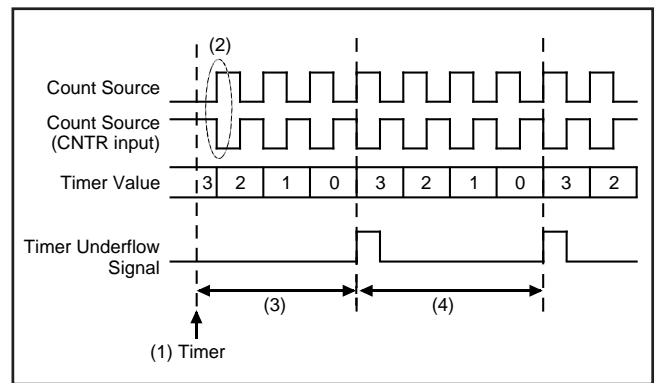 (2)
Count Source
Count Source
(CNTR input)
Timer Value
3 2 1 0 3 2 1 0 3 2
Timer Underflow
Signal
(3)
(4)
(1) Timer